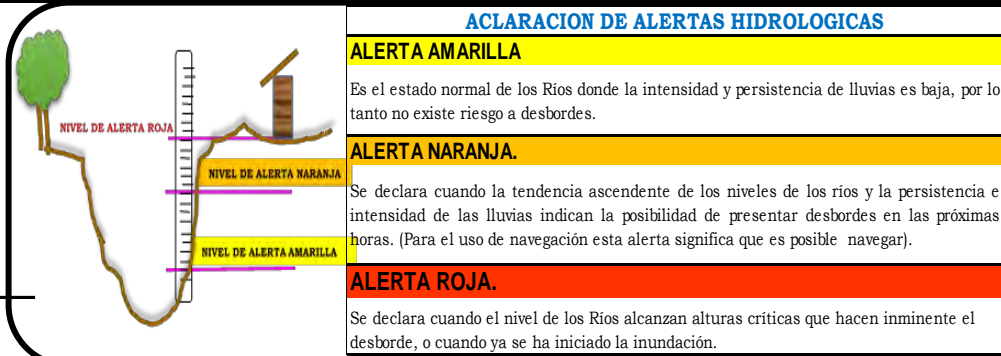 ACLARACION DE ALERTAS HIDROLOGICAS
ALERTA AMARILLA
Es el estado normal de los Ríos donde la intensidad y persistencia de lluvias es baja, por lo
tanto no existe riesgo a desbordes.
ALERTA NARANJA.
Se declara cuando la tendencia ascendente de los niveles de los ríos y la persistencia e
intensidad de las lluvias indican la posibilidad de presentar desbordes en las próximas
horas. (Para el uso de navegación esta alerta significa que es posible navegar).
ALERTA ROJA.
Se declara cuando el nivel de los Ríos alcanzan alturas críticas que hacen inminente el
desborde, o cuando ya se ha iniciado la inundación.
NIVEL DE ALERTA ROJA
NIVEL DE ALERTA NARANJA
NIVEL DE ALERTA AMARILLA